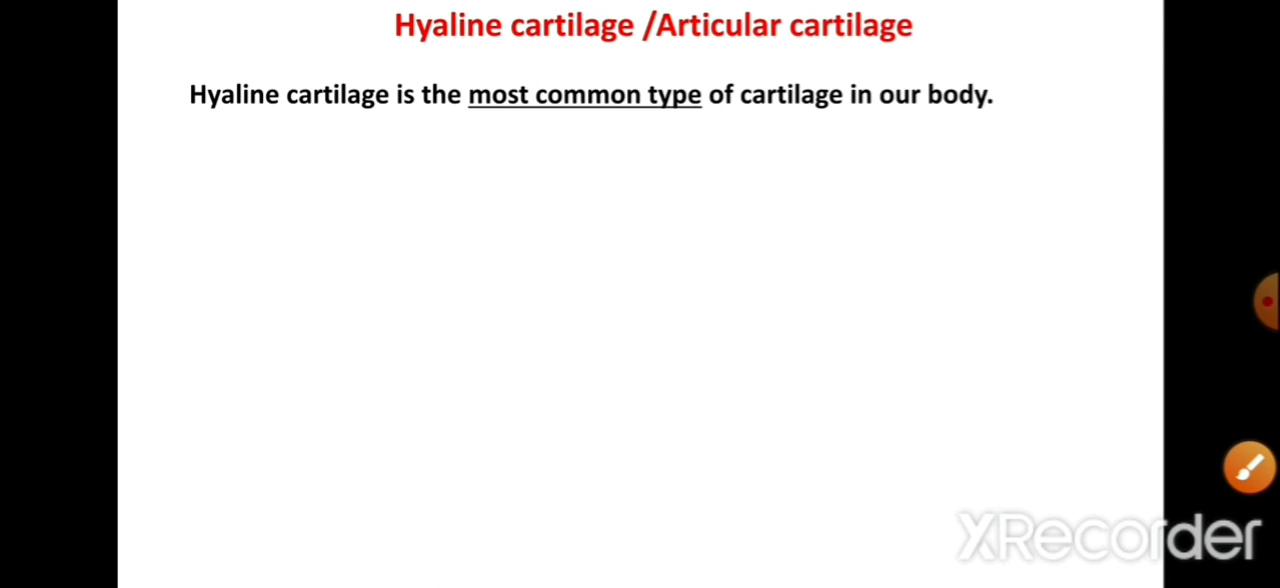 Hyaline cartilage /Articular cartilage
Hyaline cartilage is the most common type of cartilage in our body.
XRecorder